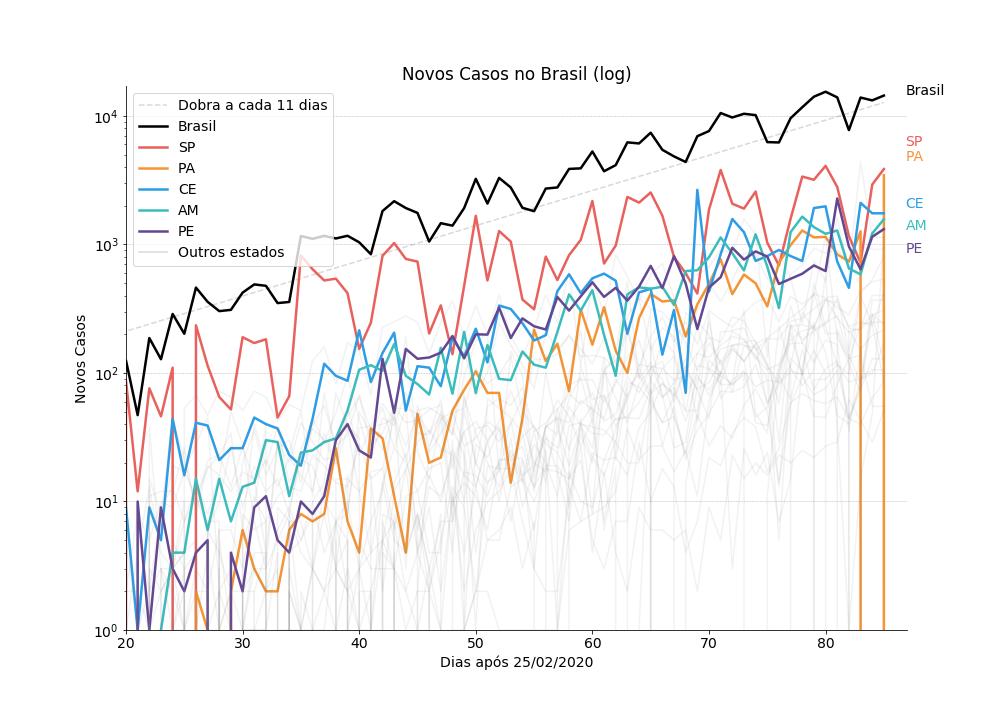 Novos Casos no Brasil (log)
Dobra a cada 11 dias
Brasil
SP
PA
CE
AM
PE
Outros estados
Brasil
SP
PA
CE
AM
PE
10⁴
10³
10²
10¹
10⁰
Novos Casos
20 30 40 50 60 70 80
Dias após 25/02/2020